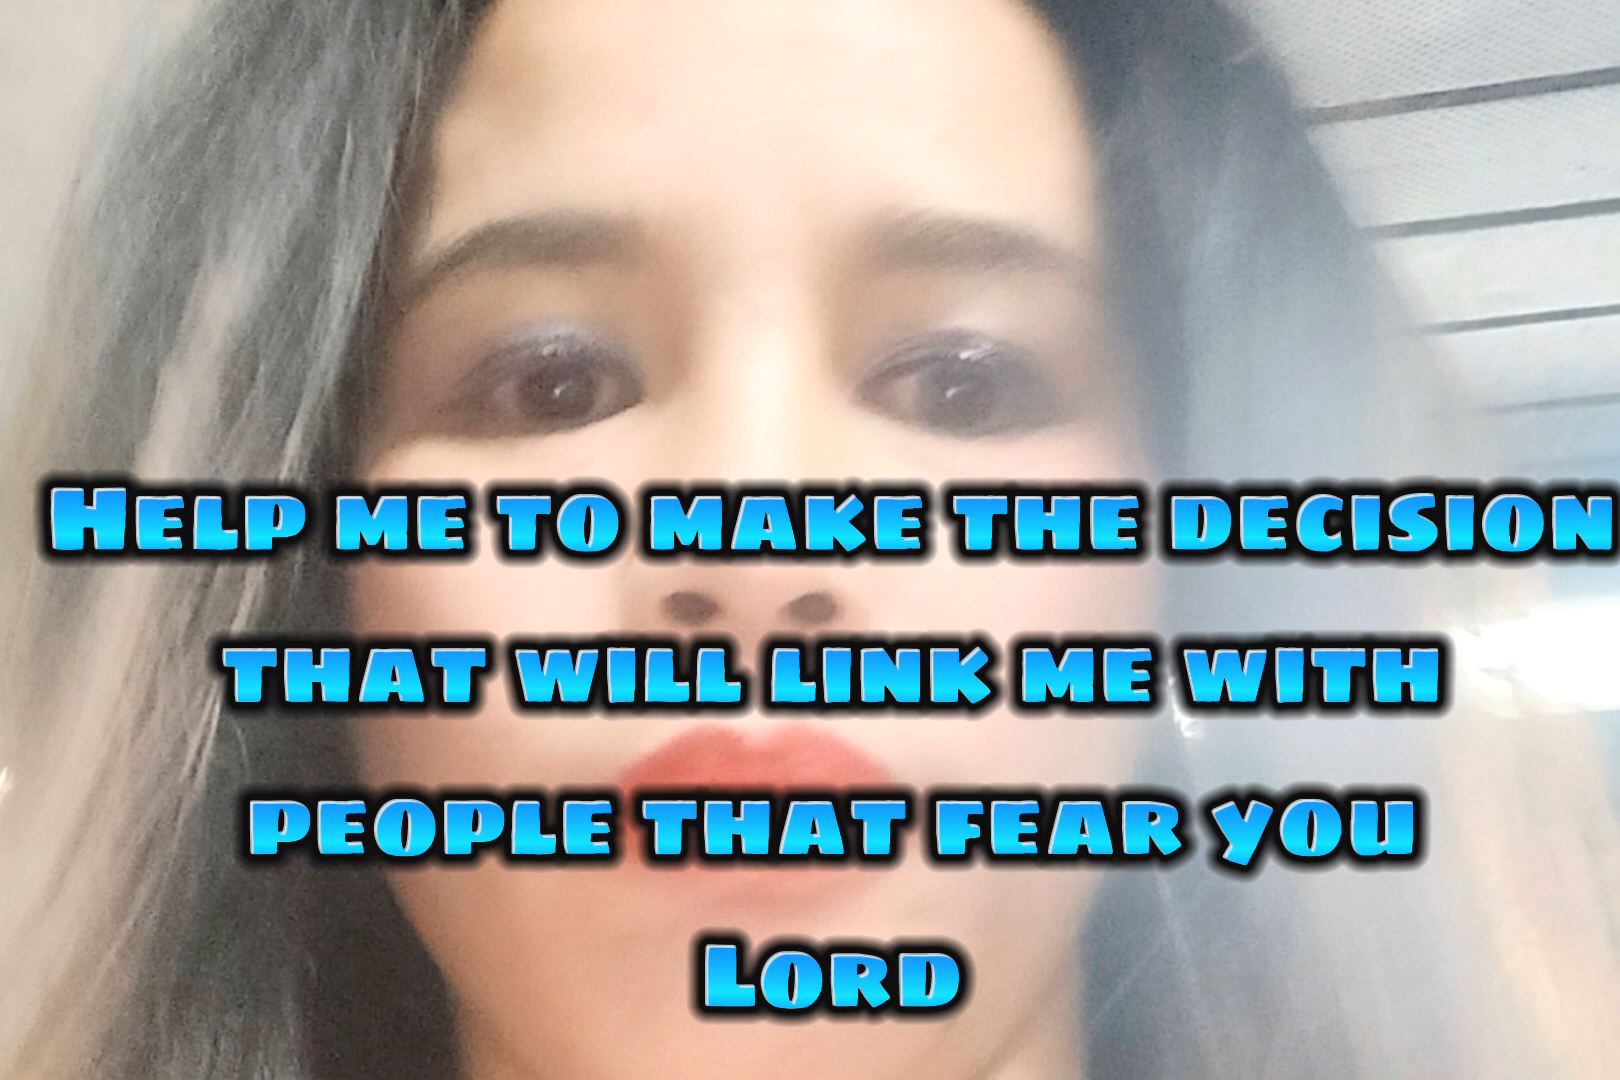 Help me to make the decision
that will link me with
people that fear you
Lord